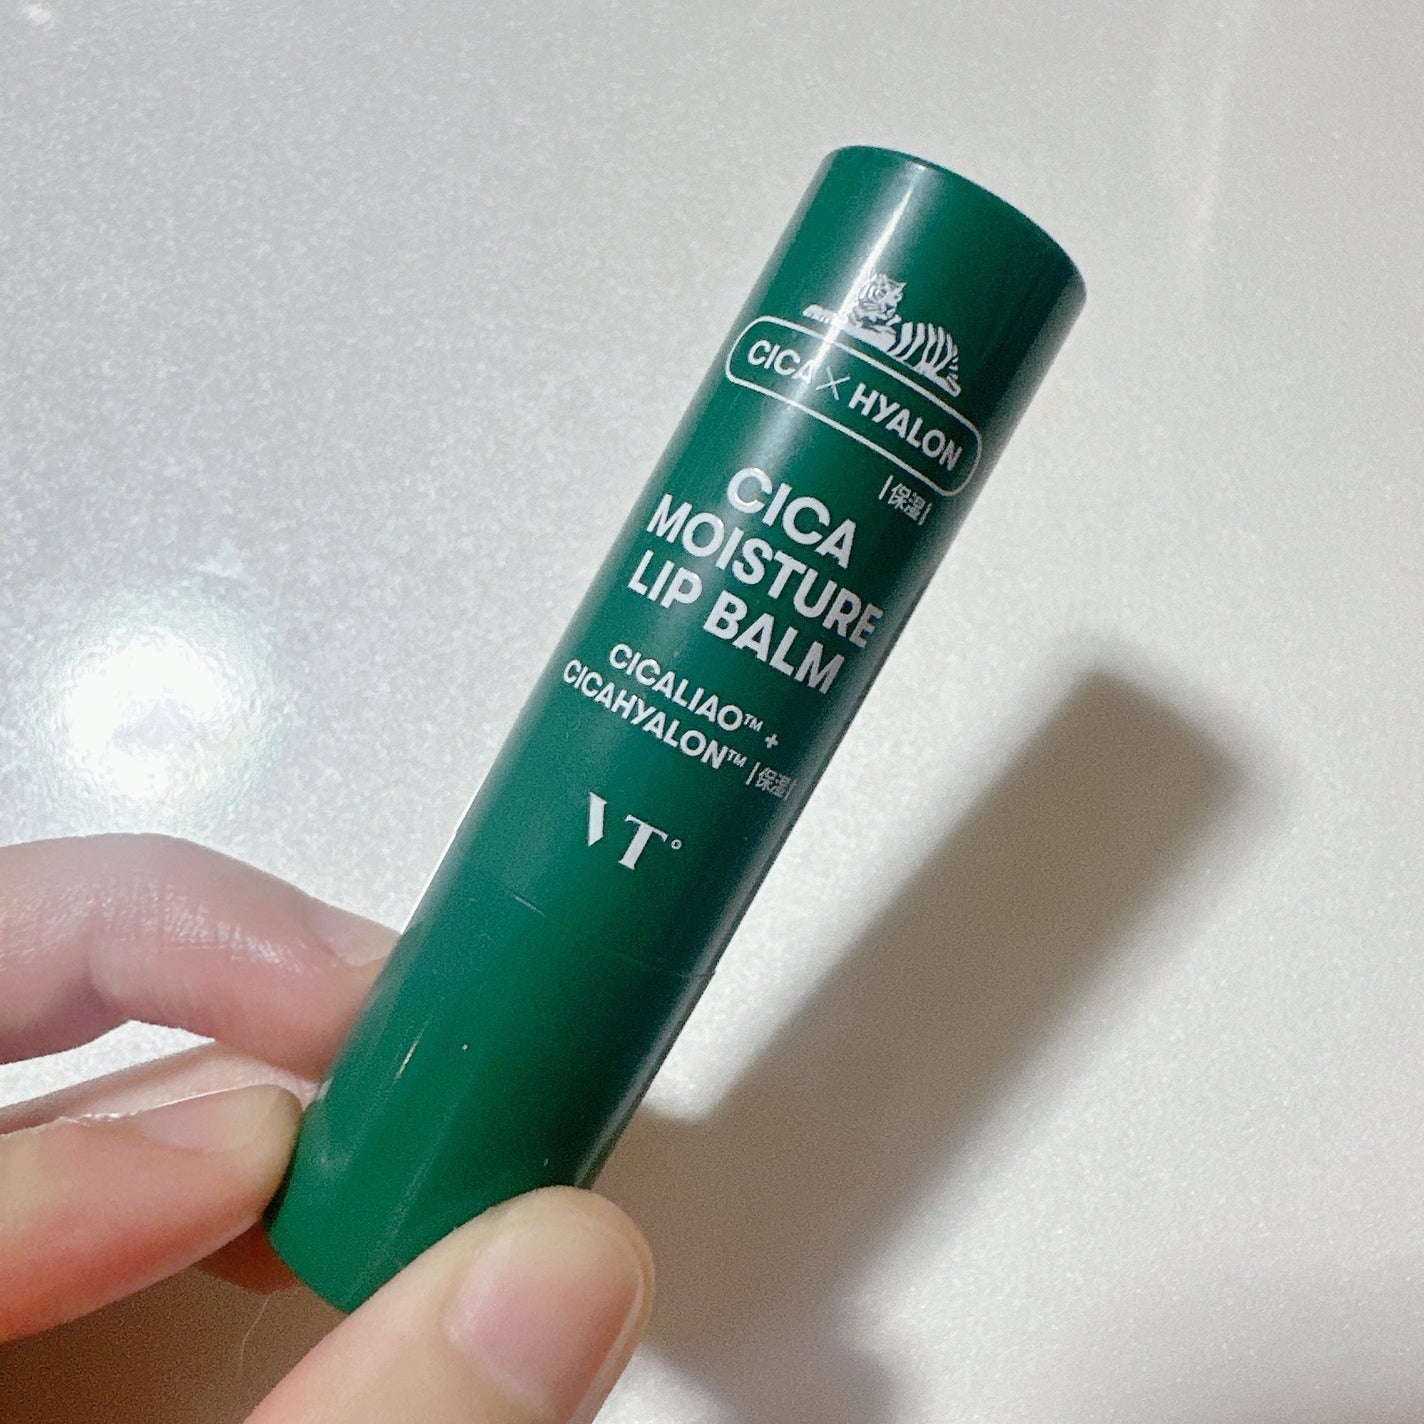 CICA×HYALON
|保湿|
CICA
MOISTURE
LIP BALM
CICALIAO™ +
CICAHYALON™ |保湿|
VT